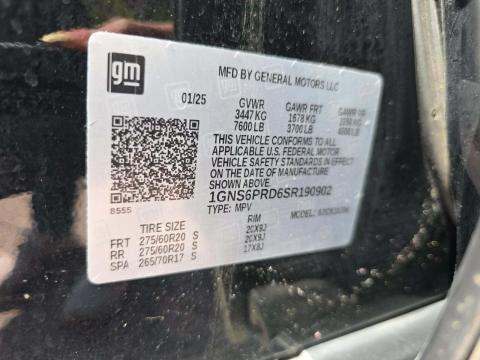 gm
MFD BY GENERAL MOTORS LLC
01/25 GVWR GAWR FRT GAWR RR
3447 KG 1678 KG
7600 LB 3700 LB
THIS VEHICLE CONFORMS TO ALL
APPLICABLE U.S. FEDERAL MOTOR
VEHICLE SAFETY STANDARDS IN EFFECT
ON THE DATE OF MANUFACTURE
SHOWN ABOVE.
1GNS6PRD6SR190902
8555 TYPE: MPV MODEL:
TIRE SIZE RIM
FRT 275/60R20 S 20X9J
RR 275/60R20 S 20X9J
SPA 265/70R17 S 17X8J